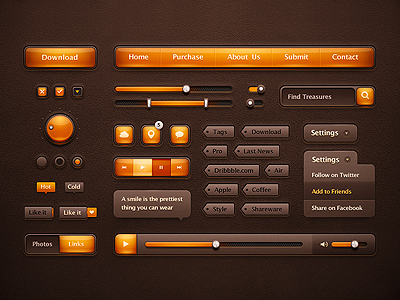 Download
Home Purchase About Us Submit Contact
Find Treasures
5
Tags Download
Settings
Pro Last News
Settings
Dribbble.com Air
Follow on Twitter
Hot Cold
Apple Coffee
Add to Friends
A smile is the prettiest
thing you can wear
Like it Like it
Style Shareware
Share on Facebook
Photos Links